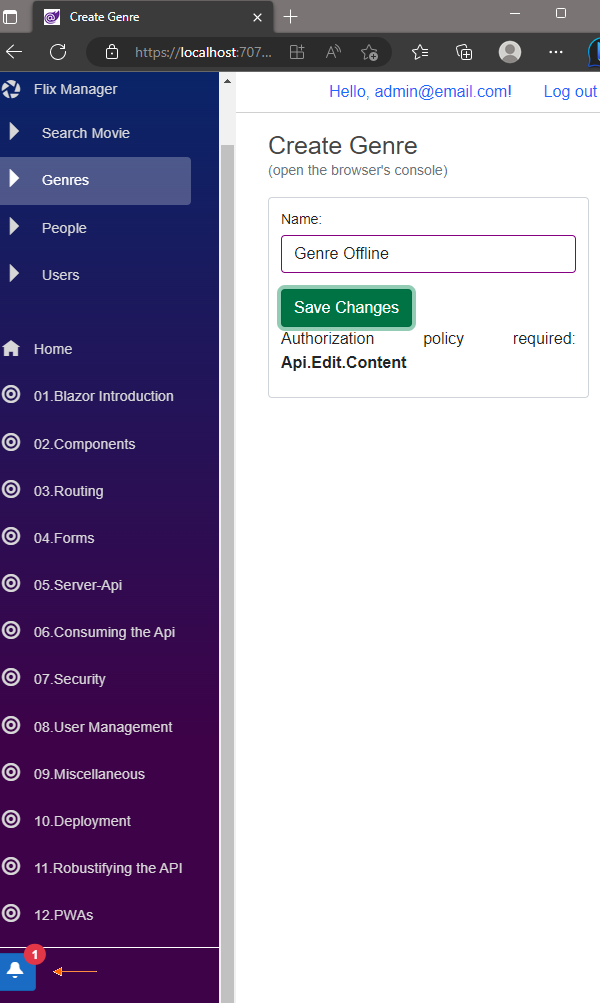 Create Genre
https://localhost:707...
Flix Manager
Hello, admin@email.com!
Log out
Search Movie
Genres
People
Users
Home
01.Blazor Introduction
02.Components
03.Routing
04.Forms
05.Server-Api
06.Consuming the Api
07.Security
08.User Management
09.Miscellaneous
10.Deployment
11.Robustifying the API
12.PWAs
1
Create Genre
(open the browser's console)
Name:
Genre Offline
Save Changes
Authorization policy required:
Api.Edit.Content